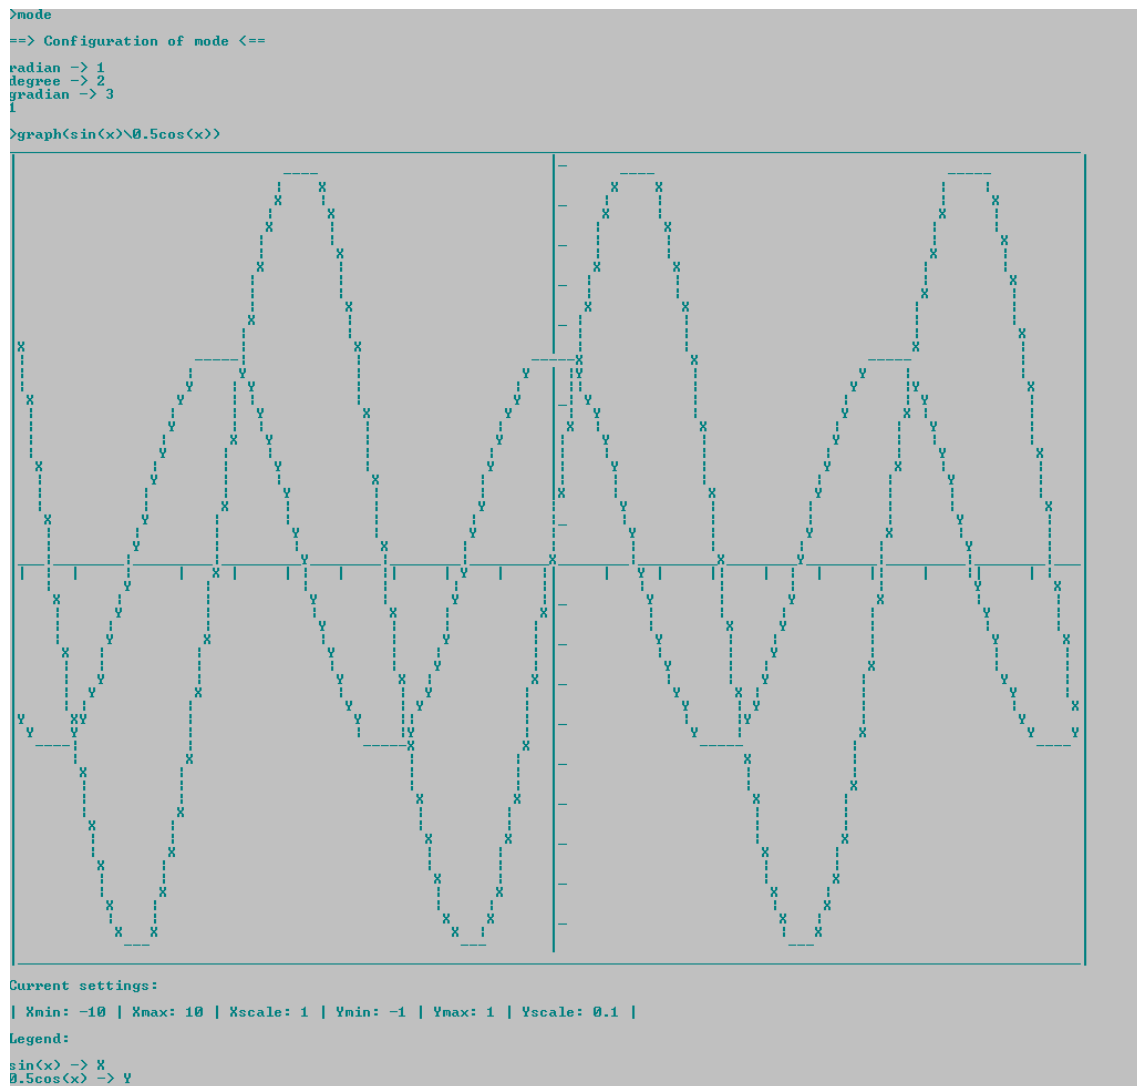 >mode
==> Configuration of mode <==
radian -> 1
degree -> 2
gradian -> 3
1
>graph(sin(x)\0.5cos(x))
Current settings:
| Xmin: -10 | Xmax: 10 | Xscale: 1 | Ymin: -1 | Ymax: 1 | Yscale: 0.1 |
Legend:
sin(x) -> X
0.5cos(x) -> Y